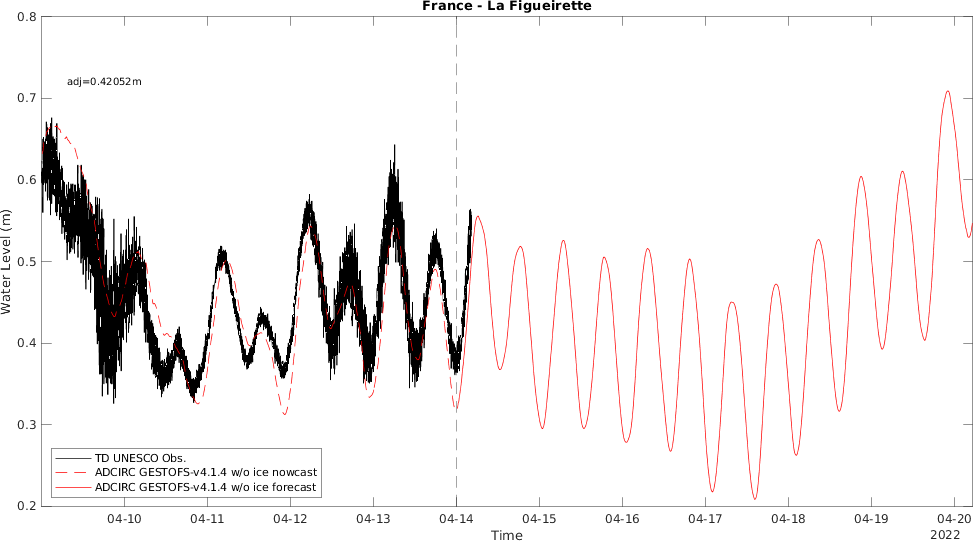 France - La Figueirette
adj=0.42052m
Water Level (m)
0.8
0.7
0.6
0.5
0.4
0.3
0.2
TD UNESCO Obs.
ADCIRC GESTOFS-v4.1.4 w/o ice nowcast
ADCIRC GESTOFS-v4.1.4 w/o ice forecast
04-10 04-11 04-12 04-13 04-14 04-15 04-16 04-17 04-18 04-19 04-20
2022
Time